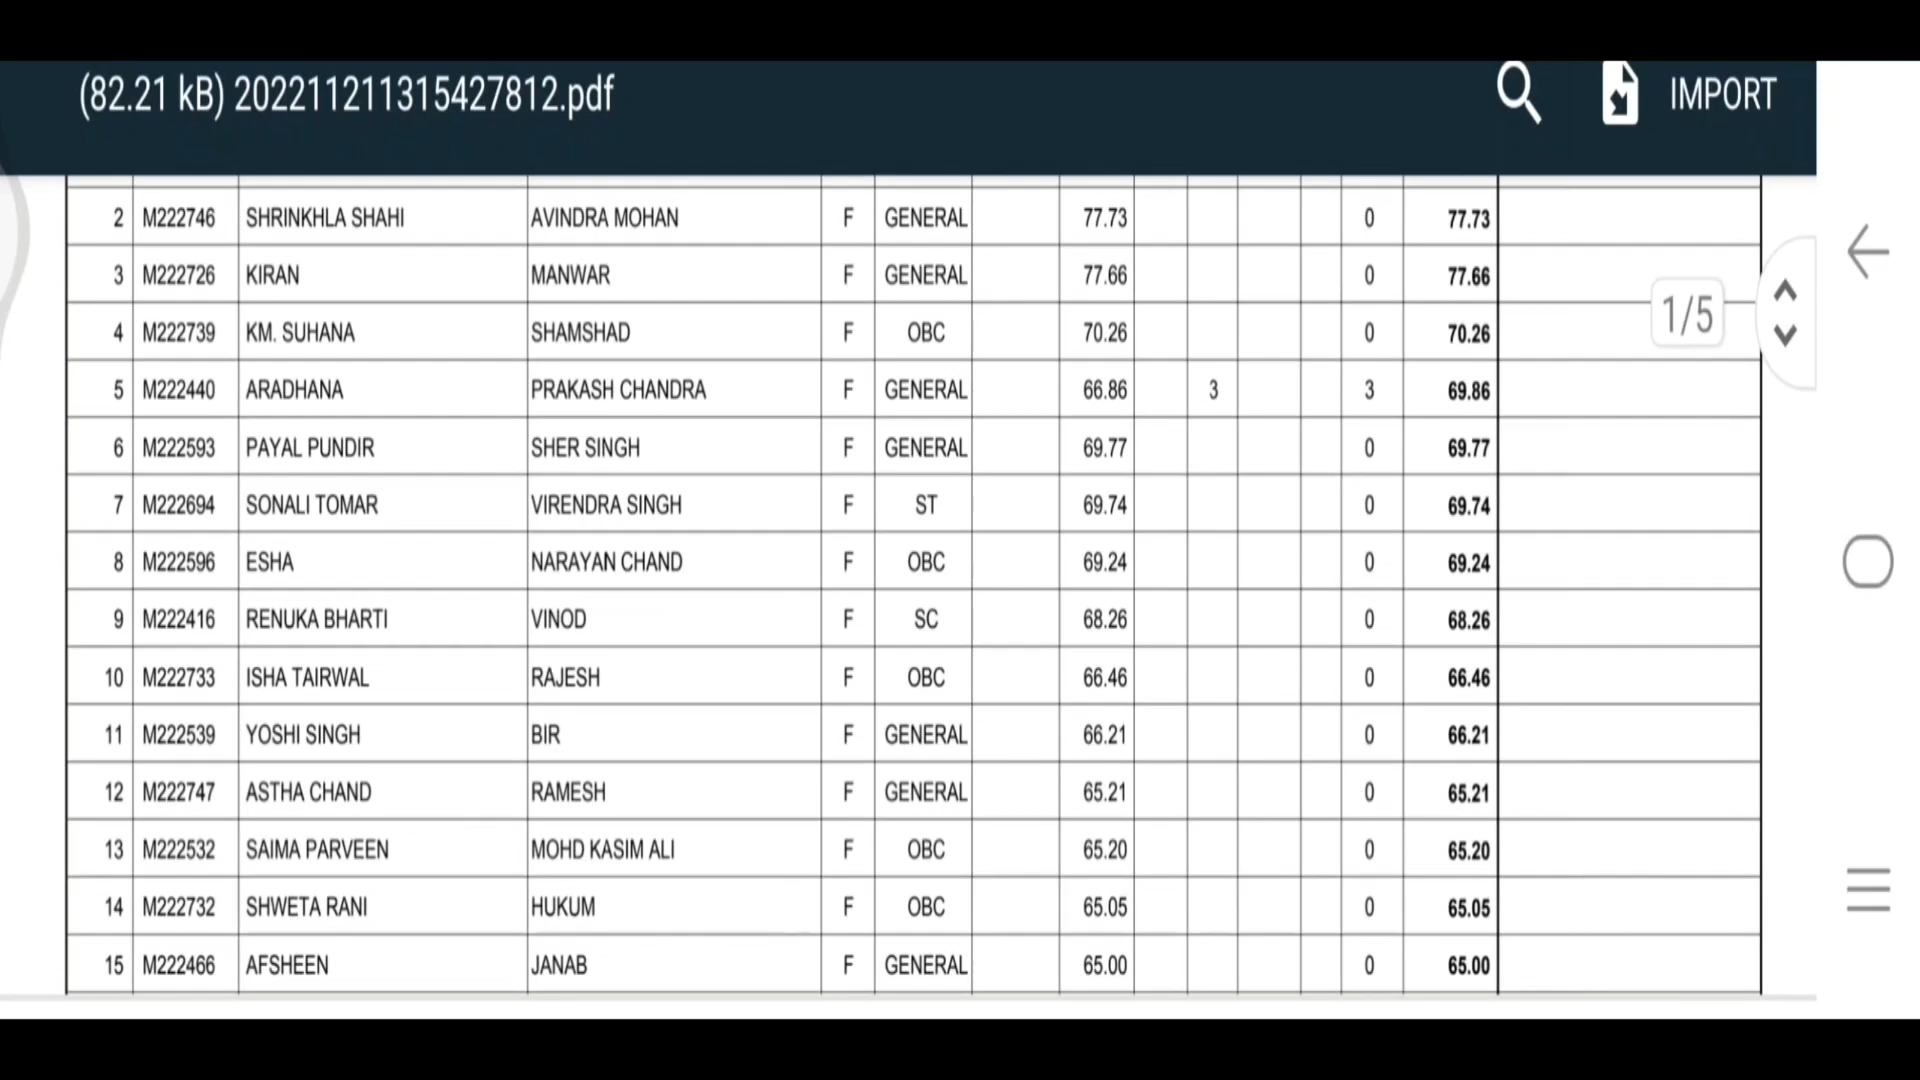 (82.21 kB) 202211211315427812.pdf IMPORT
2 M222746 SHRINKHLA SHAHI AVINDRA MOHAN F GENERAL 77.73 0 77.73
3 M222726 KIRAN MANWAR F GENERAL 77.66 0 77.66
1/5
4 M222739 KM. SUHANA SHAMSHAD F OBC 70.26 0 70.26
5 M222440 ARADHANA PRAKASH CHANDRA F GENERAL 66.86 3 3 69.86
6 M222593 PAYAL PUNDIR SHER SINGH F GENERAL 69.77 0 69.77
7 M222694 SONALI TOMAR VIRENDRA SINGH F ST 69.74 0 69.74
8 M222596 ESHA NARAYAN CHAND F OBC 69.24 0 69.24
9 M222416 RENUKA BHARTI VINOD F SC 68.26 0 68.26
10 M222733 ISHA TAIRWAL RAJESH F OBC 66.46 0 66.46
11 M222539 YOSHI SINGH BIR F GENERAL 66.21 0 66.21
12 M222747 ASTHA CHAND RAMESH F GENERAL 65.21 0 65.21
13 M222532 SAIMA PARVEEN MOHD KASIM ALI F OBC 65.20 0 65.20
14 M222732 SHWETA RANI HUKUM F OBC 65.05 0 65.05
15 M222466 AFSHEEN JANAB F GENERAL 65.00 0 65.00